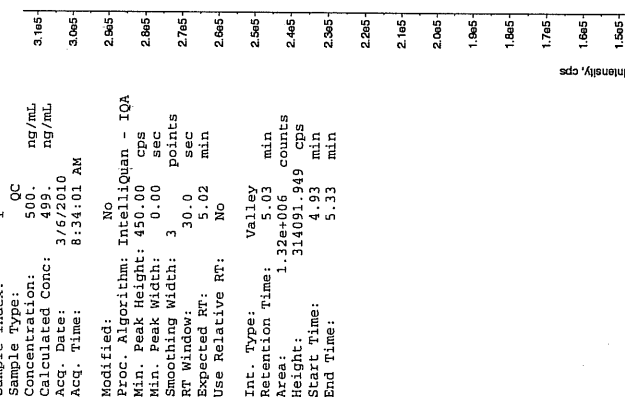 Sample Index: 1
Sample Type: QC
Concentration: 500. ng/mL
Calculated Conc: 499. ng/mL
Acq. Date: 3/6/2010
Acq. Time: 8:34:01 AM
Modified: No
Proc. Algorithm: IntelliQuan - IQA
Min. Peak Height: 450.00 cps
Min. Peak Width: 0.00 sec
Smoothing Width: 3 points
RT Window: 30.0 sec
Expected RT: 5.02 min
Use Relative RT: No
Int. Type: Valley
Retention Time: 5.03 min
Area: 1.32e+006 counts
Height: 314091.949 cps
Start Time: 4.93 min
End Time: 5.33 min
3.1e5
3.0e5
2.9e5
2.8e5
2.7e5
2.6e5
2.5e5
2.4e5
2.3e5
2.2e5
2.1e5
2.0e5
1.9e5
1.8e5
1.7e5
1.6e5
1.5e5
Intensity, cps